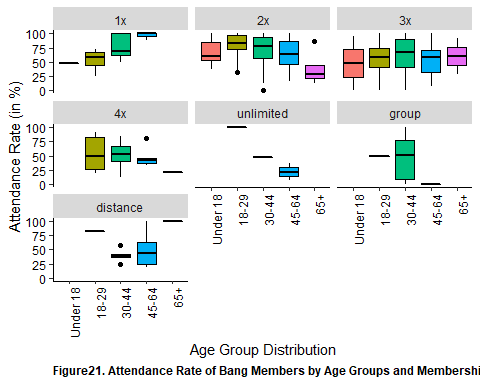 1x 2x 3x
100
75
50
25
0
4x unlimited group
100
75
50
25
0
distance
100
75
50
25
0
Under 18 18-29 30-44 45-64 65+
Under 18 18-29 30-44 45-64 65+
Under 18 18-29 30-44 45-64 65+
Attendance Rate (in %)
Age Group Distribution
Figure21. Attendance Rate of Bang Members by Age Groups and Membershi